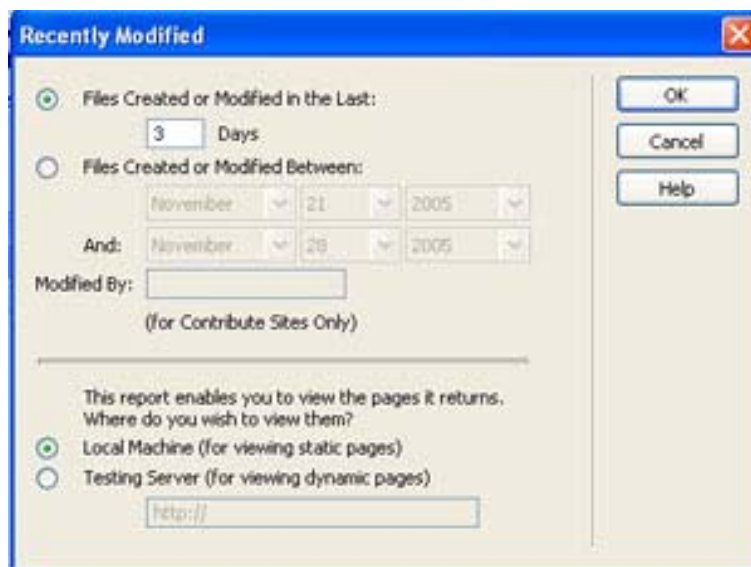 Recently Modified
Files Created or Modified in the Last:
3 Days
Files Created or Modified Between:
November 21 2005
And: November 28 2005
Modified By:
(for Contribute Sites Only)
This report enables you to view the pages it returns.
Where do you wish to view them?
Local Machine (for viewing static pages)
Testing Server (for viewing dynamic pages)
http://
OK
Cancel
Help